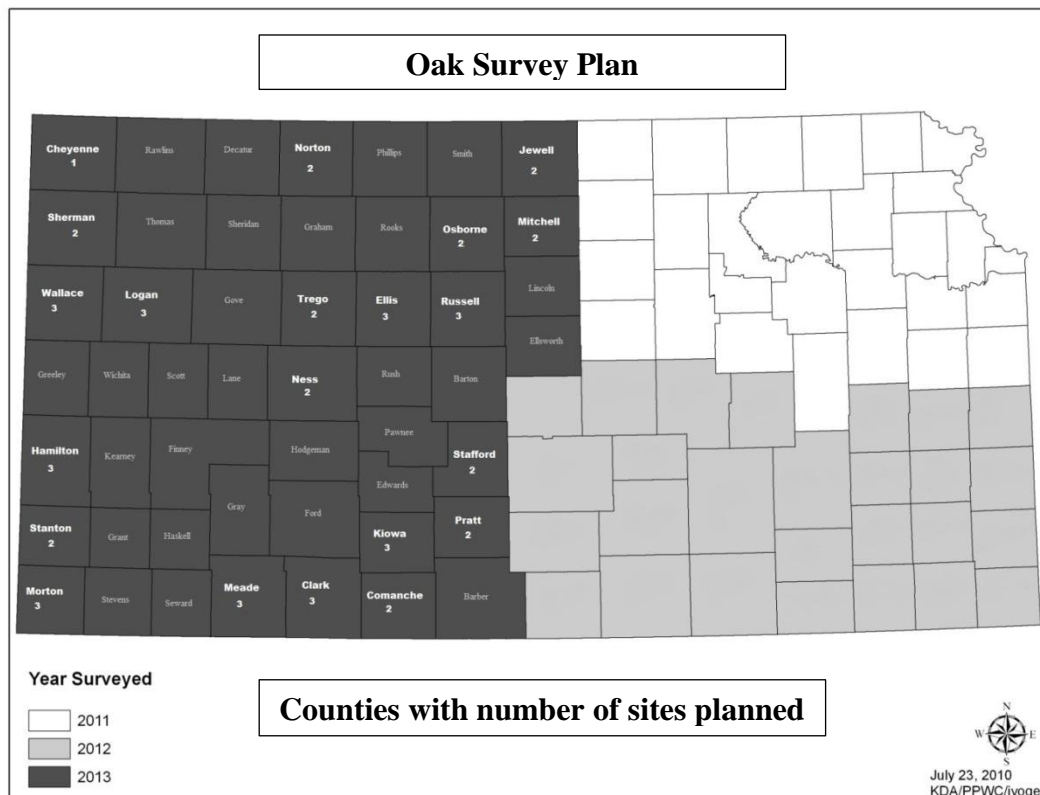 Oak Survey Plan
Cheyenne
1
Rawlins
Decatur
Norton
2
Phillips
Smith
Jewell
2
Sherman
2
Thomas
Sheridan
Graham
Rooks
Osborne
2
Mitchell
2
Wallace
3
Logan
3
Gove
Trego
2
Ellis
3
Russell
3
Lincoln
Ellsworth
Greeley
Wichita
Scott
Lane
Ness
2
Rush
Barton
Hamilton
3
Kearney
Finney
Hodgeman
Pawnee
Stafford
2
Edwards
Gray
Ford
Stanton
2
Grant
Haskell
Kiowa
3
Pratt
2
Morton
3
Stevens
Seward
Meade
3
Clark
3
Comanche
2
Barber
Year Surveyed
2011
2012
2013
Counties with number of sites planned
N
W
E
S
July 23, 2010
KDA/PPWC/jvogel